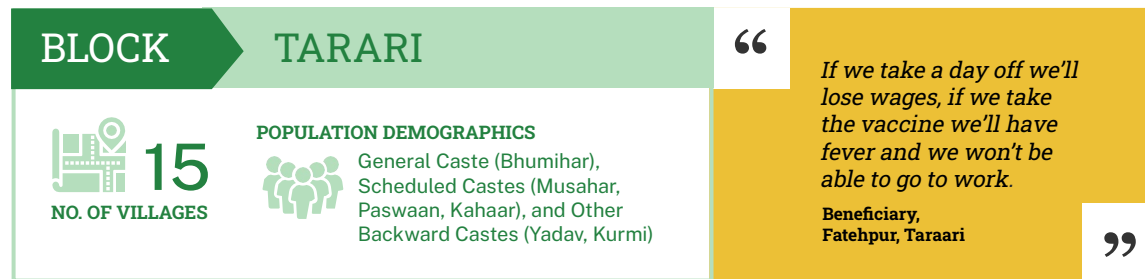 BLOCK
TARARI
15
NO. OF VILLAGES
POPULATION DEMOGRAPHICS
General Caste (Bhumihar),
Scheduled Castes (Musahar,
Paswaan, Kahaar), and Other
Backward Castes (Yadav, Kurmi)
“
If we take a day off we’ll
lose wages, if we take
the vaccine we’ll have
fever and we won’t be
able to go to work.
Beneficiary,
Fatehpur, Taraari
”